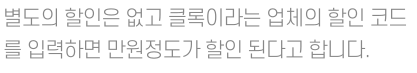 별도의 할인은 없고 클룩이라는 업체의 할인 코드
를 입력하면 만원정도가 할인 된다고 합니다.